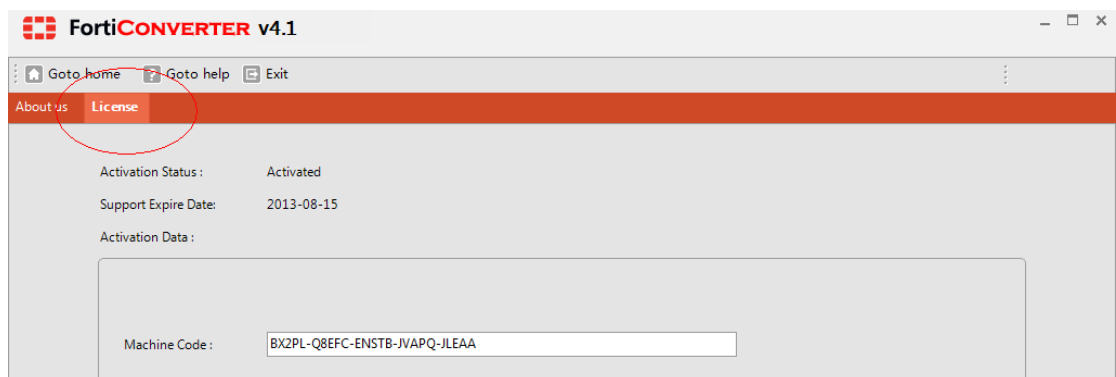 FortiCONVERTER v4.1
Goto home Goto help Exit
About us License
Activation Status : Activated
Support Expire Date: 2013-08-15
Activation Data :
Machine Code : BX2PL-Q8EFC-ENSTB-JVAPQ-JLEAA